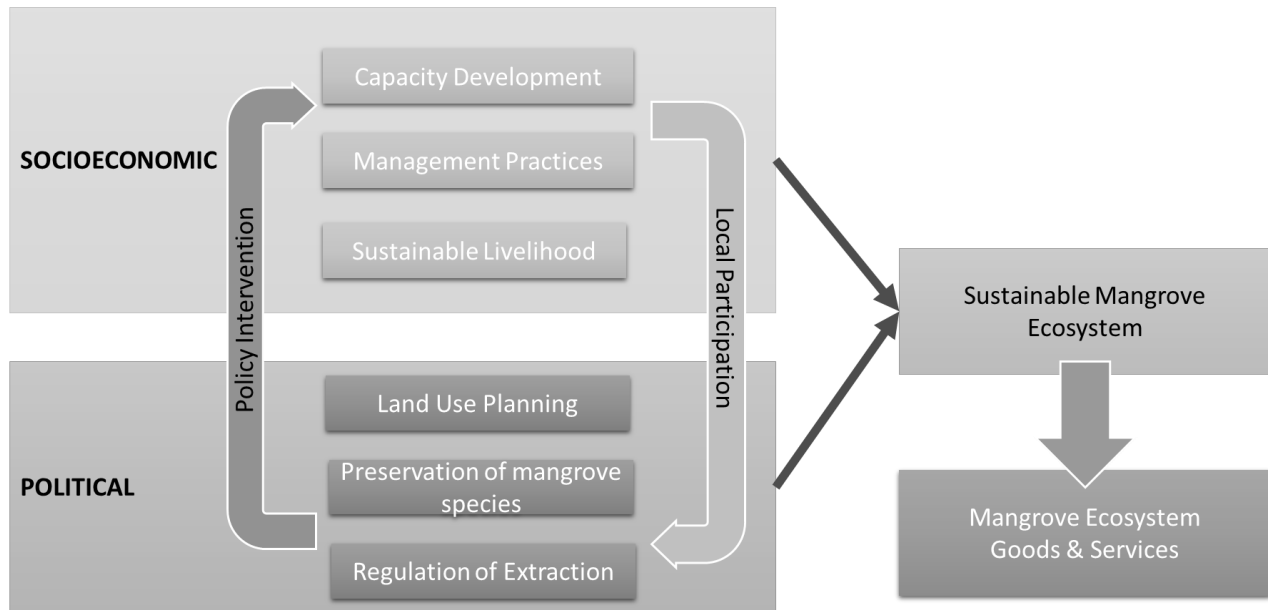 SOCIOECONOMIC
Capacity Development
Management Practices
Sustainable Livelihood
Policy Intervention
Local Participation
POLITICAL
Land Use Planning
Preservation of mangrove
species
Regulation of Extraction
Sustainable Mangrove
Ecosystem
Mangrove Ecosystem
Goods & Services